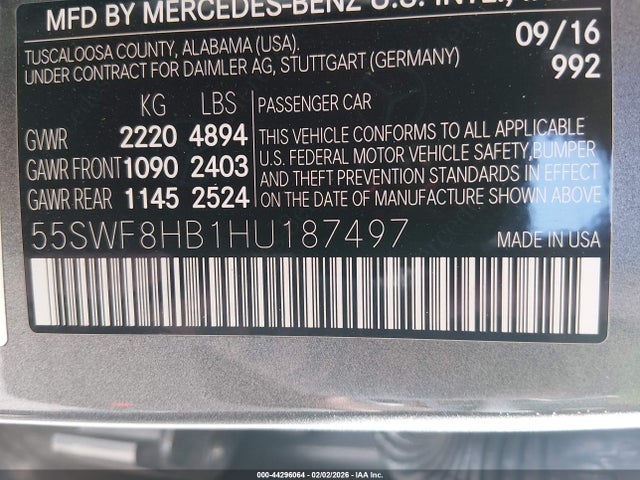 MFD BY MERCEDES-BENZ U.S. INTL.,
TUSCALOOSA COUNTY, ALABAMA (USA). 09/16
UNDER CONTRACT FOR DAIMLER AG, STUTTGART (GERMANY) 992
KG LBS PASSENGER CAR
GVWR 2220 4894
GAWR FRONT 1090 2403
GAWR REAR 1145 2524
THIS VEHICLE CONFORMS TO ALL APPLICABLE
U.S. FEDERAL MOTOR VEHICLE SAFETY,BUMPER
AND THEFT PREVENTION STANDARDS IN EFFECT
ON THE DATE OF MANUFACTURE SHOWN ABOVE.
55SWF8HB1HU187497 MADE IN USA
000-44296064 - 02/02/2026 - IAA Inc.